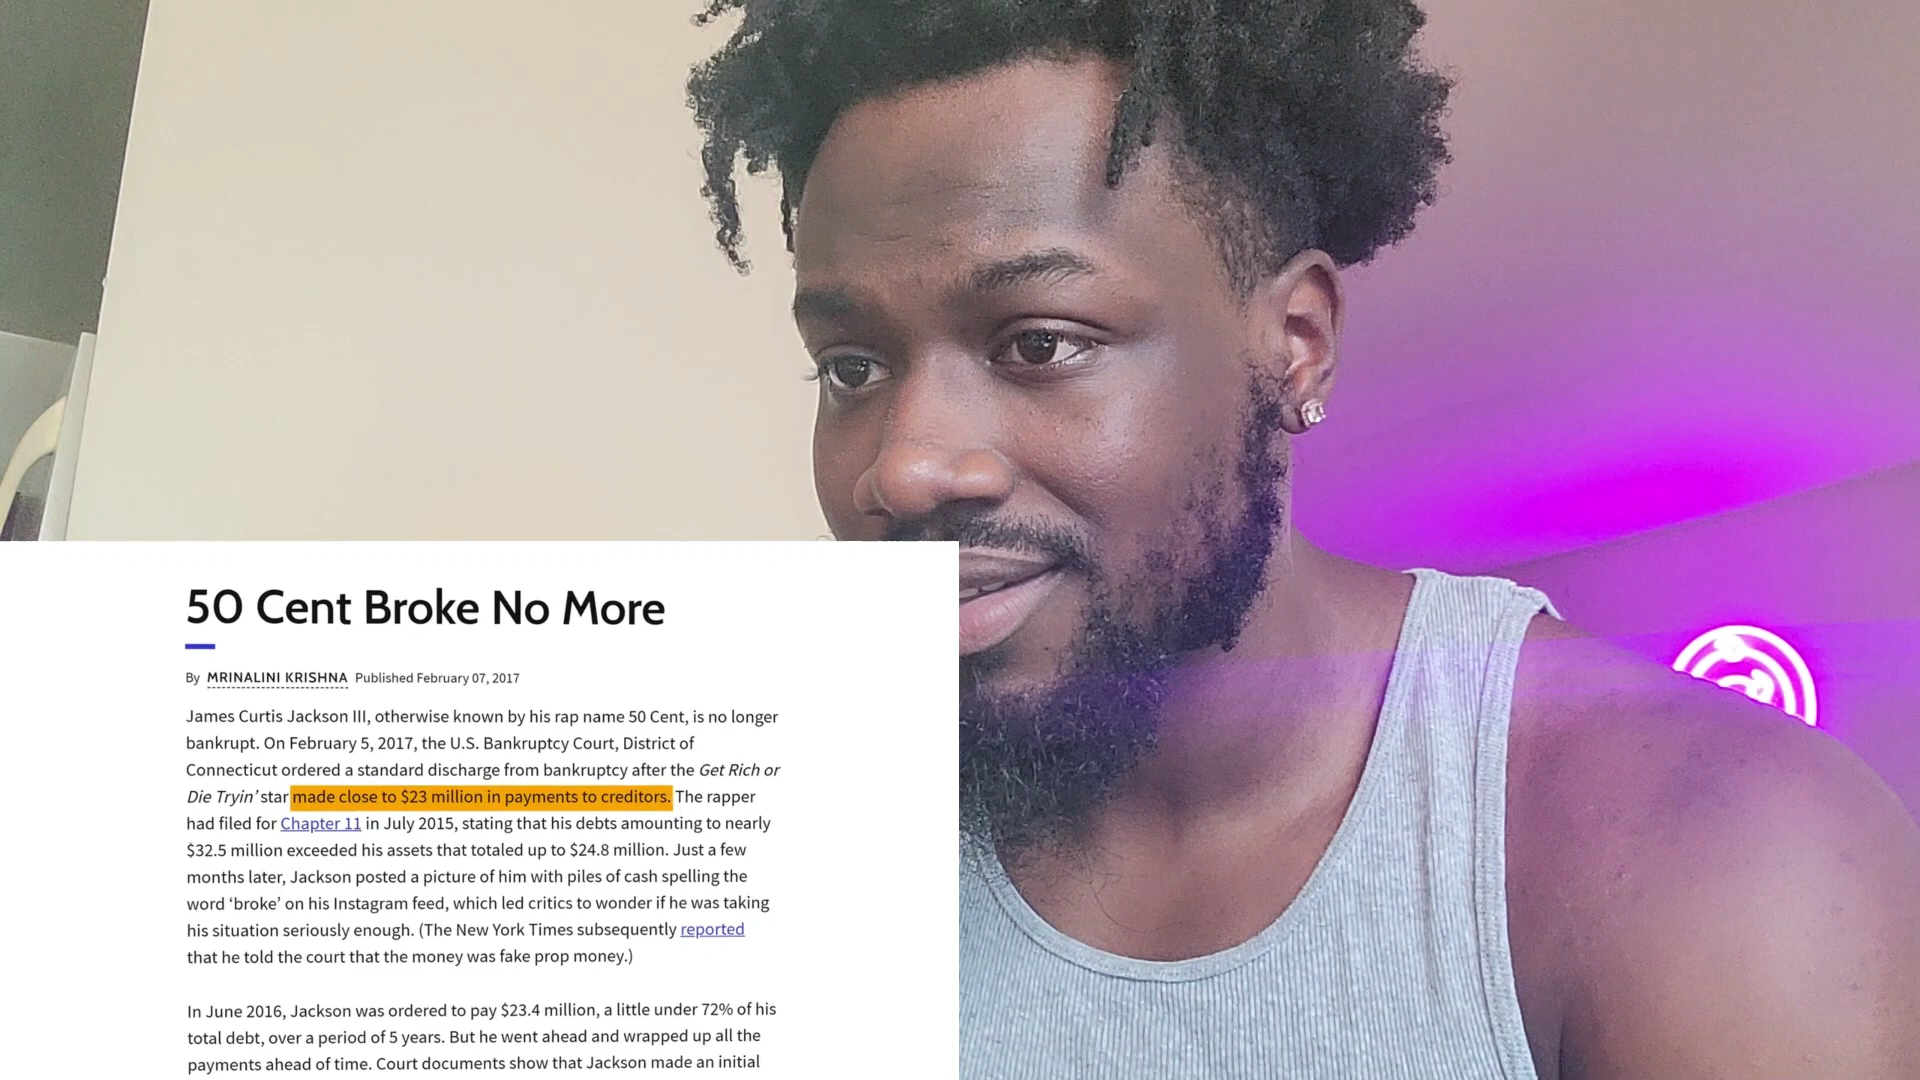 50 Cent Broke No More
By MRINALINI KRISHNA Published February 07, 2017
James Curtis Jackson III, otherwise known by his rap name 50 Cent, is no longer
bankrupt. On February 5, 2017, the U.S. Bankruptcy Court, District of
Connecticut ordered a standard discharge from bankruptcy after the Get Rich or
Die Tryin’ star made close to $23 million in payments to creditors. The rapper
had filed for Chapter 11 in July 2015, stating that his debts amounting to nearly
$32.5 million exceeded his assets that totaled up to $24.8 million. Just a few
months later, Jackson posted a picture of him with piles of cash spelling the
word ‘broke’ on his Instagram feed, which led critics to wonder if he was taking
his situation seriously enough. (The New York Times subsequently reported
that he told the court that the money was fake prop money.)
In June 2016, Jackson was ordered to pay $23.4 million, a little under 72% of his
total debt, over a period of 5 years. But he went ahead and wrapped up all the
payments ahead of time. Court documents show that Jackson made an initial